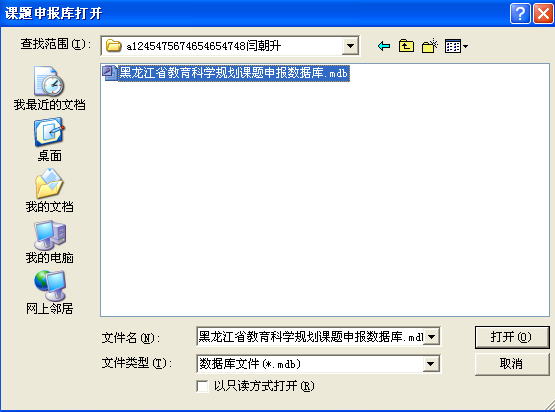 课题申报库打开
查找范围(I):
a1245475674654654748闫朝升
黑龙江省教育科学规划课题申报数据库.mdb
我最近的文档
桌面
我的文档
我的电脑
网上邻居
文件名(N):
黑龙江省教育科学规划课题申报数据库.mdl
打开(O)
文件类型(T):
数据库文件(*.mdb)
取消
以只读方式打开(R)